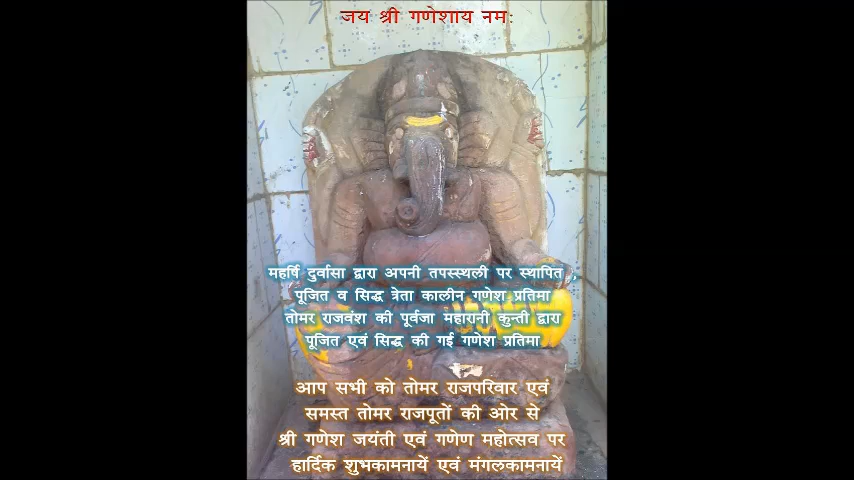 जय श्री गणेशाय नम:
महर्षि दुर्वासा द्वारा अपनी तपस्स्थली पर स्थापित ,
पूजित व सिद्ध त्रेता कालीन गणेश प्रतिमा
तोमर राजवंश की पूर्वजा महारानी कुन्ती द्वारा
पूजित एवं सिद्ध की गई गणेश प्रतिमा
आप सभी को तोमर राजपरिवार एवं
समस्त तोमर राजपूतों की ओर से
श्री गणेश जयंती एवं गणेण महोत्सव पर
हार्दिक शुभकामनायें एवं मंगलकामनायें